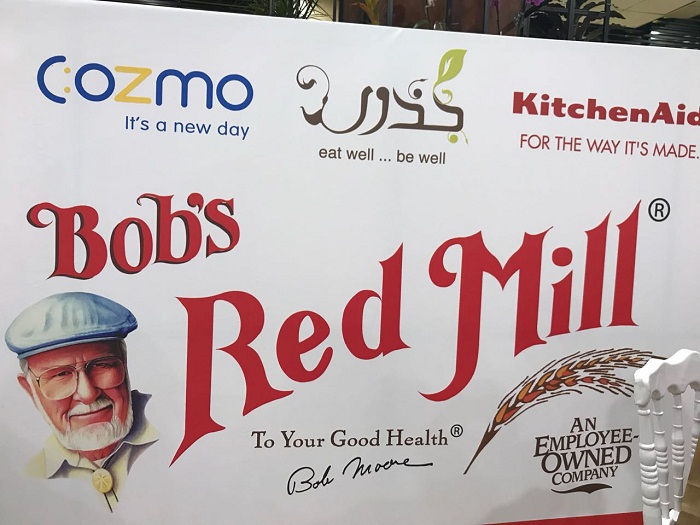 COZMO
It's a new day
جذور
eat well ... be well
KitchenAid
FOR THE WAY IT'S MADE.
Bob's
Red Mill®
To Your Good Health®
Bob Moore
AN
EMPLOYEE-
OWNED
COMPANY